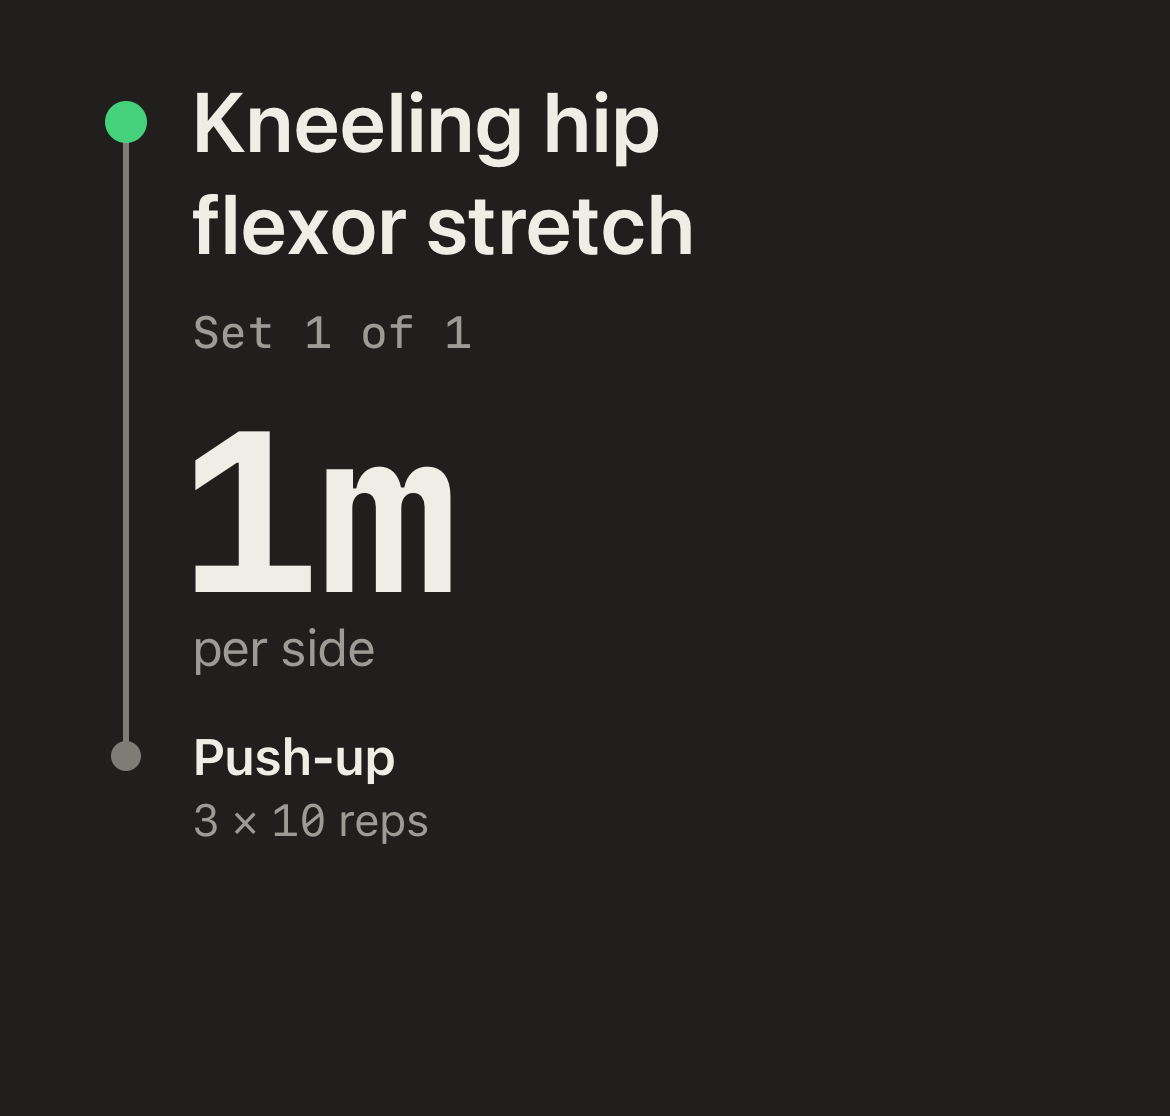 Kneeling hip
flexor stretch
Set 1 of 1
1m
per side
Push-up
3 × 10 reps